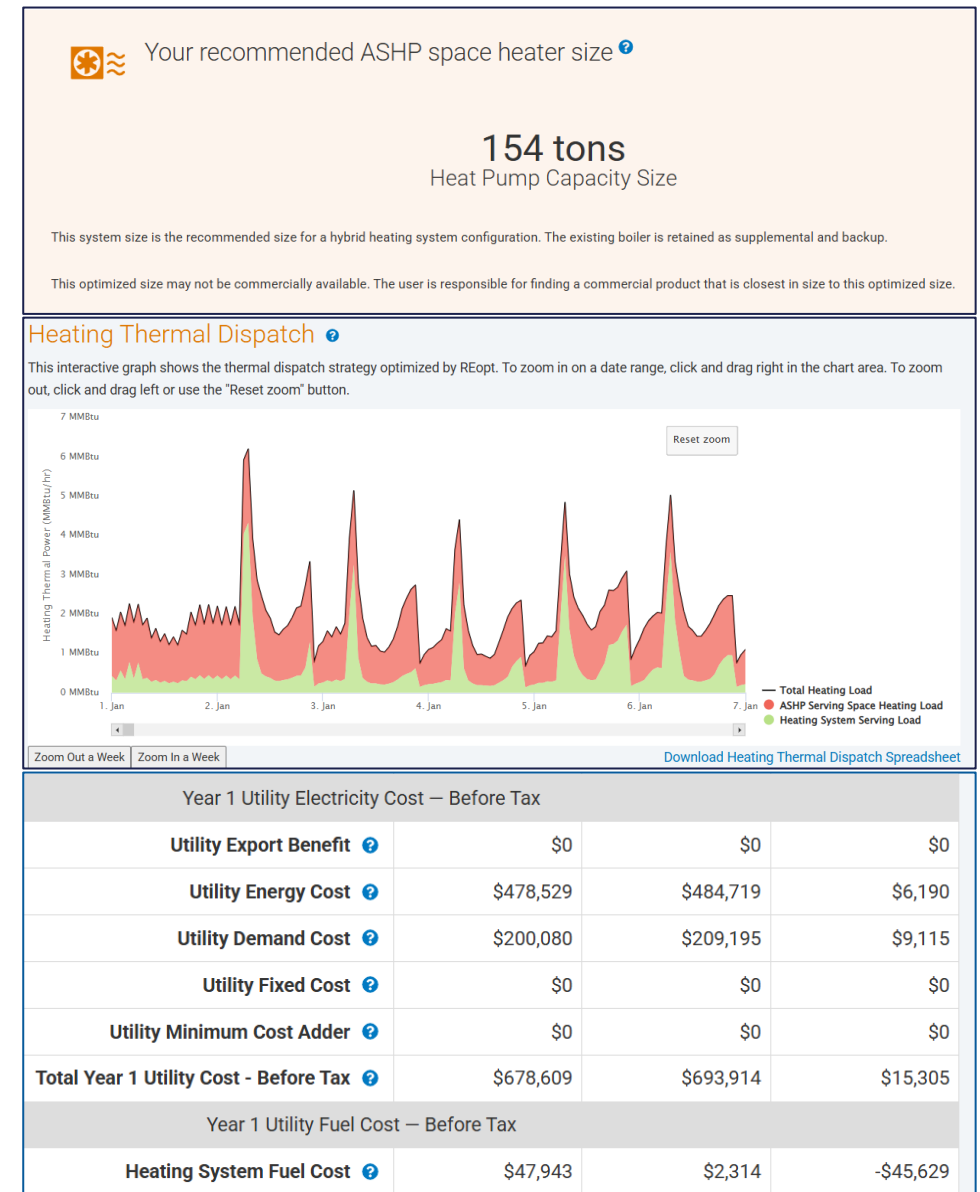 Your recommended ASHP space heater size ?
154 tons
Heat Pump Capacity Size
This system size is the recommended size for a hybrid heating system configuration. The existing boiler is retained as supplemental and backup.
This optimized size may not be commercially available. The user is responsible for finding a commercial product that is closest in size to this optimized size.
Heating Thermal Dispatch ?
This interactive graph shows the thermal dispatch strategy optimized by REopt. To zoom in on a date range, click and drag right in the chart area. To zoom
out, click and drag left or use the "Reset zoom" button.
7 MMBtu
Reset zoom
6 MMBtu
5 MMBtu
4 MMBtu
3 MMBtu
2 MMBtu
1 MMBtu
0 MMBtu
Heating Thermal Power (MMBtu/hr)
1. Jan 2. Jan 3. Jan 4. Jan 5. Jan 6. Jan 7. Jan
Total Heating Load
ASHP Serving Space Heating Load
Heating System Serving Load
Zoom Out a Week Zoom In a Week Download Heating Thermal Dispatch Spreadsheet
Year 1 Utility Electricity Cost — Before Tax
Utility Export Benefit ? $0 $0 $0
Utility Energy Cost ? $478,529 $484,719 $6,190
Utility Demand Cost ? $200,080 $209,195 $9,115
Utility Fixed Cost ? $0 $0 $0
Utility Minimum Cost Adder ? $0 $0 $0
Total Year 1 Utility Cost - Before Tax ? $678,609 $693,914 $15,305
Year 1 Utility Fuel Cost — Before Tax
Heating System Fuel Cost ? $47,943 $2,314 -$45,629